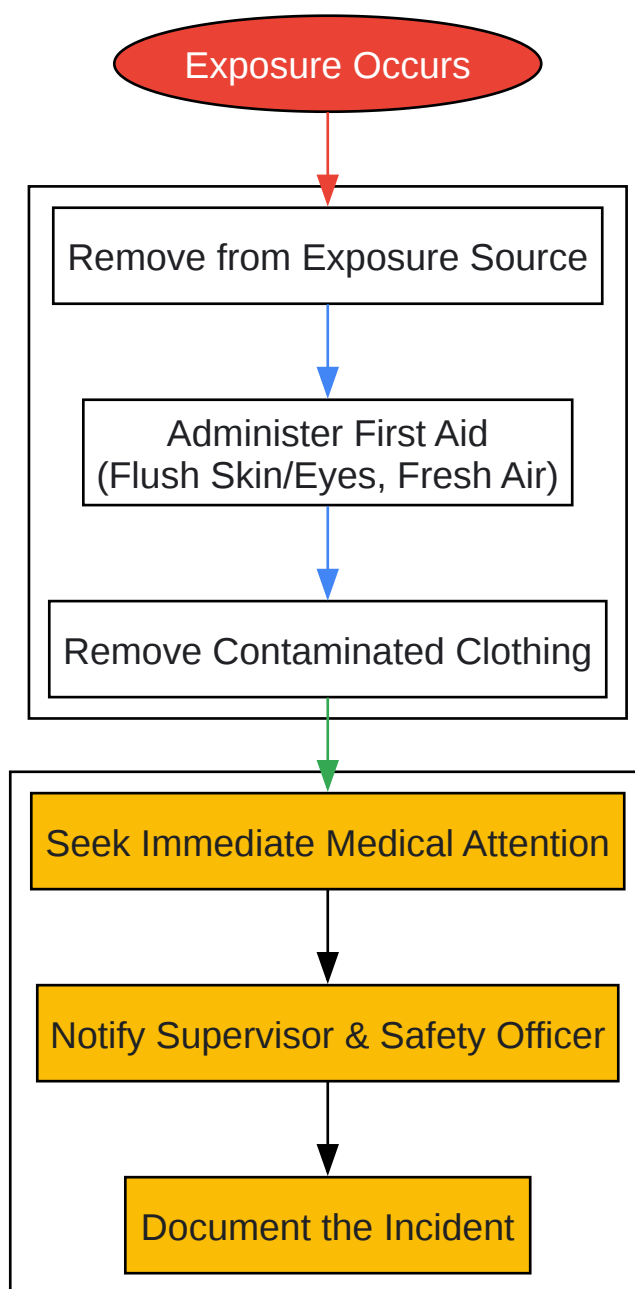 Exposure Occurs
Remove from Exposure Source
Administer First Aid
(Flush Skin/Eyes, Fresh Air)
Remove Contaminated Clothing
Seek Immediate Medical Attention
Notify Supervisor & Safety Officer
Document the Incident